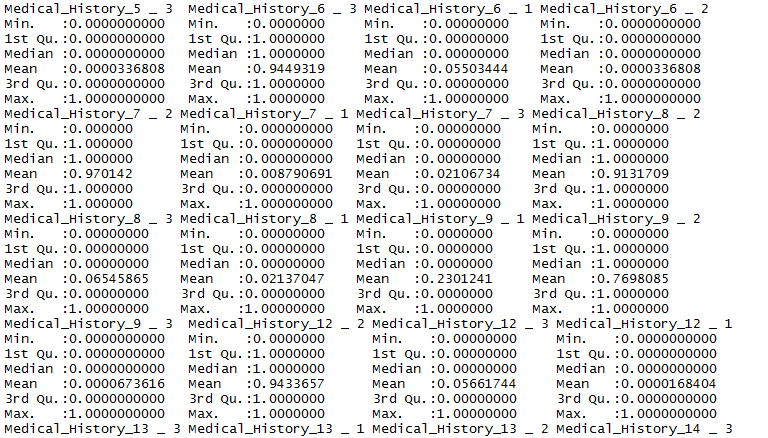 Medical_History_5 _ 3  Medical_History_6 _ 3 Medical_History_6 _ 1 Medical_History_6 _ 2
Min.   :0.0000000000   Min.   :0.0000000     Min.   :0.00000000    Min.   :0.0000000000
1st Qu.:0.0000000000   1st Qu.:1.0000000     1st Qu.:0.00000000    1st Qu.:0.0000000000
Median :0.0000000000   Median :1.0000000     Median :0.00000000    Median :0.0000000000
Mean   :0.0000336808   Mean   :0.9449319     Mean   :0.05503444    Mean   :0.0000336808
3rd Qu.:0.0000000000   3rd Qu.:1.0000000     3rd Qu.:0.00000000    3rd Qu.:0.0000000000
Max.   :1.0000000000   Max.   :1.0000000     Max.   :1.00000000    Max.   :1.0000000000
Medical_History_7 _ 2 Medical_History_7 _ 1 Medical_History_7 _ 3 Medical_History_8 _ 2
Min.   :0.000000      Min.   :0.000000000   Min.   :0.00000000    Min.   :0.0000000
1st Qu.:1.000000      1st Qu.:0.000000000   1st Qu.:0.00000000    1st Qu.:1.0000000
Median :1.000000      Median :0.000000000   Median :0.00000000    Median :1.0000000
Mean   :0.970142      Mean   :0.008790691   Mean   :0.02106734    Mean   :0.9131709
3rd Qu.:1.000000      3rd Qu.:0.000000000   3rd Qu.:0.00000000    3rd Qu.:1.0000000
Max.   :1.000000      Max.   :1.000000000   Max.   :1.00000000    Max.   :1.0000000
Medical_History_8 _ 3 Medical_History_8 _ 1 Medical_History_9 _ 1 Medical_History_9 _ 2
Min.   :0.00000000    Min.   :0.00000000    Min.   :0.0000000     Min.   :0.0000000
1st Qu.:0.00000000    1st Qu.:0.00000000    1st Qu.:0.0000000     1st Qu.:1.0000000
Median :0.00000000    Median :0.00000000    Median :0.0000000     Median :1.0000000
Mean   :0.06545865    Mean   :0.02137047    Mean   :0.2301241     Mean   :0.7698085
3rd Qu.:0.00000000    3rd Qu.:0.00000000    3rd Qu.:0.0000000     3rd Qu.:1.0000000
Max.   :1.00000000    Max.   :1.00000000    Max.   :1.0000000     Max.   :1.0000000
Medical_History_9 _ 3  Medical_History_12 _ 2 Medical_History_12 _ 3 Medical_History_12 _ 1
Min.   :0.0000000000   Min.   :0.0000000      Min.   :0.00000000     Min.   :0.0000000000
1st Qu.:0.0000000000   1st Qu.:1.0000000      1st Qu.:0.00000000     1st Qu.:0.0000000000
Median :0.0000000000   Median :1.0000000      Median :0.00000000     Median :0.0000000000
Mean   :0.0000673616   Mean   :0.9433657      Mean   :0.05661744     Mean   :0.0000168404
3rd Qu.:0.0000000000   3rd Qu.:1.0000000      3rd Qu.:0.00000000     3rd Qu.:0.0000000000
Max.   :1.0000000000   Max.   :1.0000000      Max.   :1.00000000     Max.   :1.0000000000
Medical_History_13 _ 3 Medical_History_13 _ 1 Medical_History_13 _ 2 Medical_History_14 _ 3